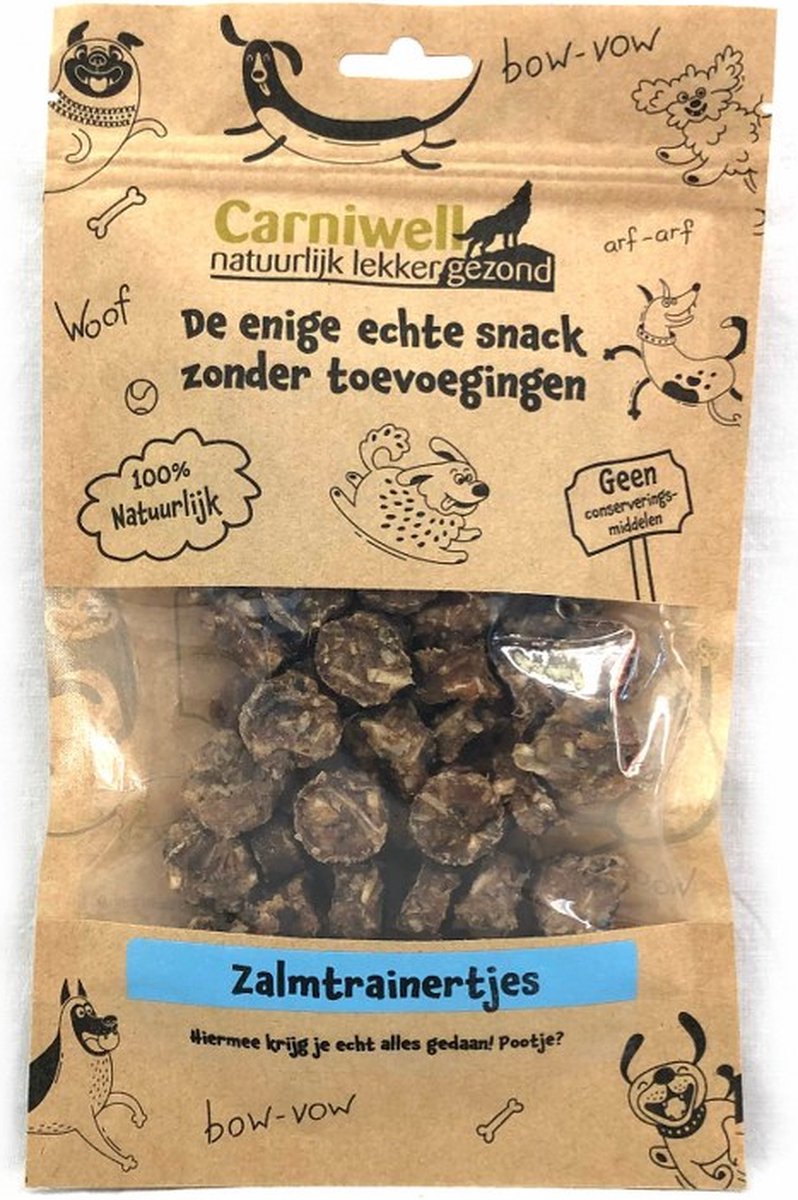 bow-vow
Carniwell
natuurlijk lekker gezond
arf-arf
Woof
De enige echte snack
zonder toevoegingen
100%
Natuurlijk
Geen
conserverings-
middelen
Zalmtrainertjes
Hiermee krijg je echt alles gedaan! Pootje?
bow-vow